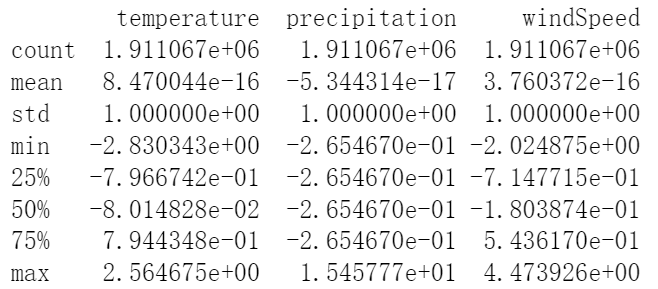 temperature precipitation windSpeed
count 1.911067e+06 1.911067e+06 1.911067e+06
mean 8.470044e-16 -5.344314e-17 3.760372e-16
std 1.000000e+00 1.000000e+00 1.000000e+00
min -2.830343e+00 -2.654670e-01 -2.024875e+00
25% -7.966742e-01 -2.654670e-01 -7.147715e-01
50% -8.014828e-02 -2.654670e-01 -1.803874e-01
75% 7.944348e-01 -2.654670e-01 5.436170e-01
max 2.564675e+00 1.545777e+01 4.473926e+00